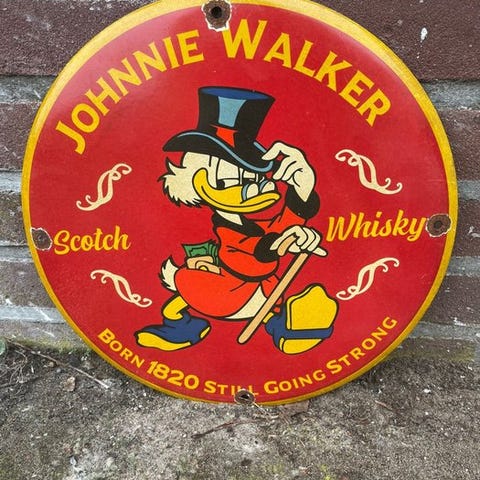 JOHNNIE WALKER
Scotch Whisky
BORN 1820 STILL GOING STRONG